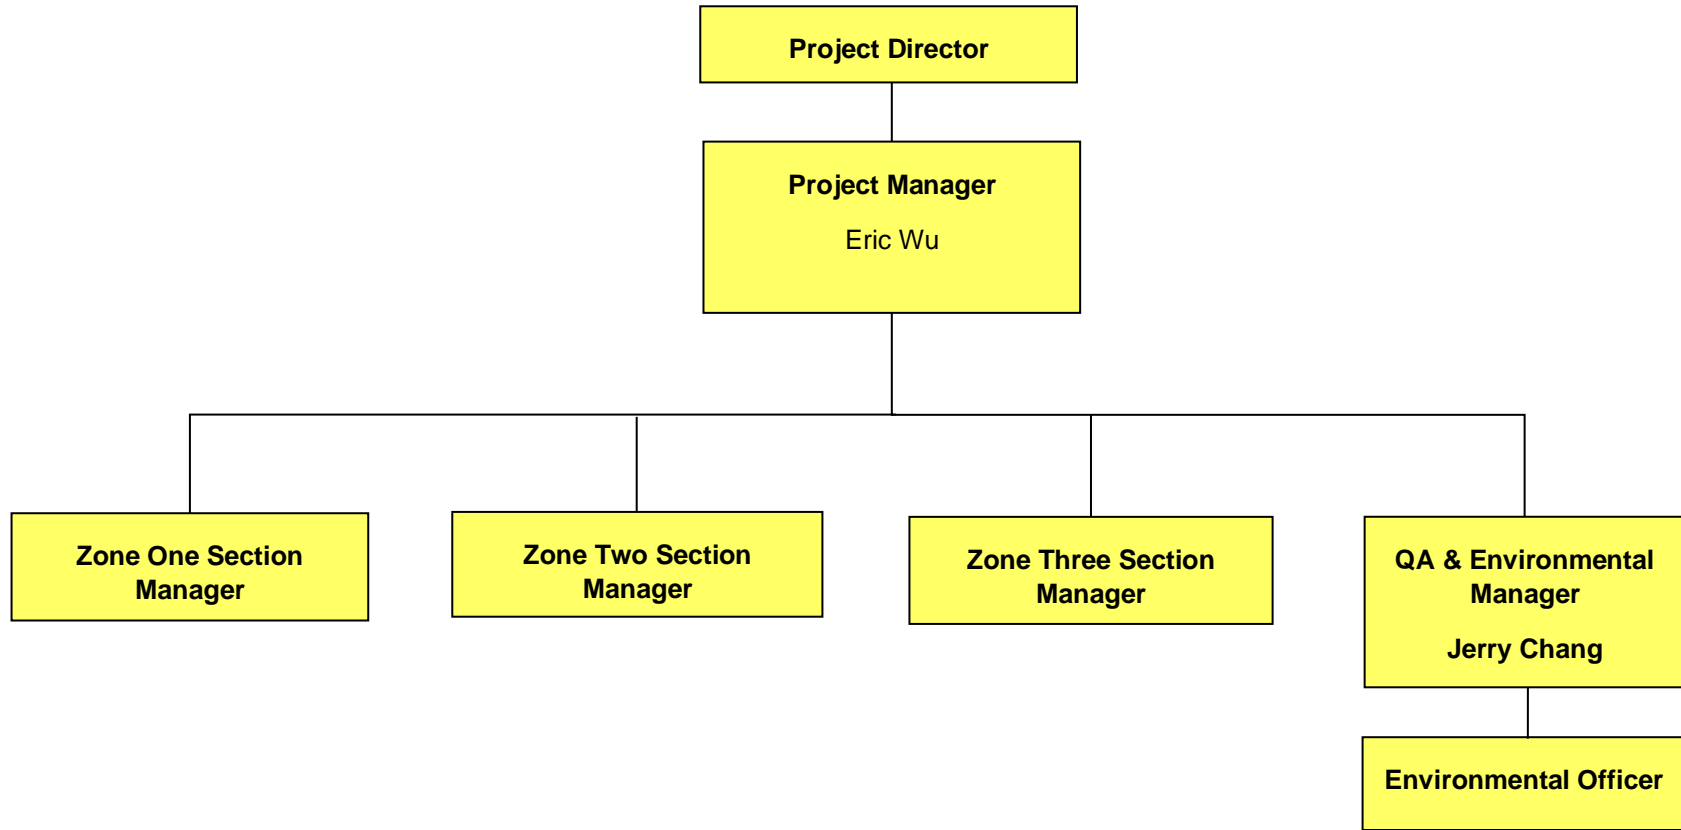 Project Director
Project Manager
Eric Wu
Zone One Section
Manager
Zone Two Section
Manager
Zone Three Section
Manager
QA & Environmental
Manager
Jerry Chang
Environmental Officer